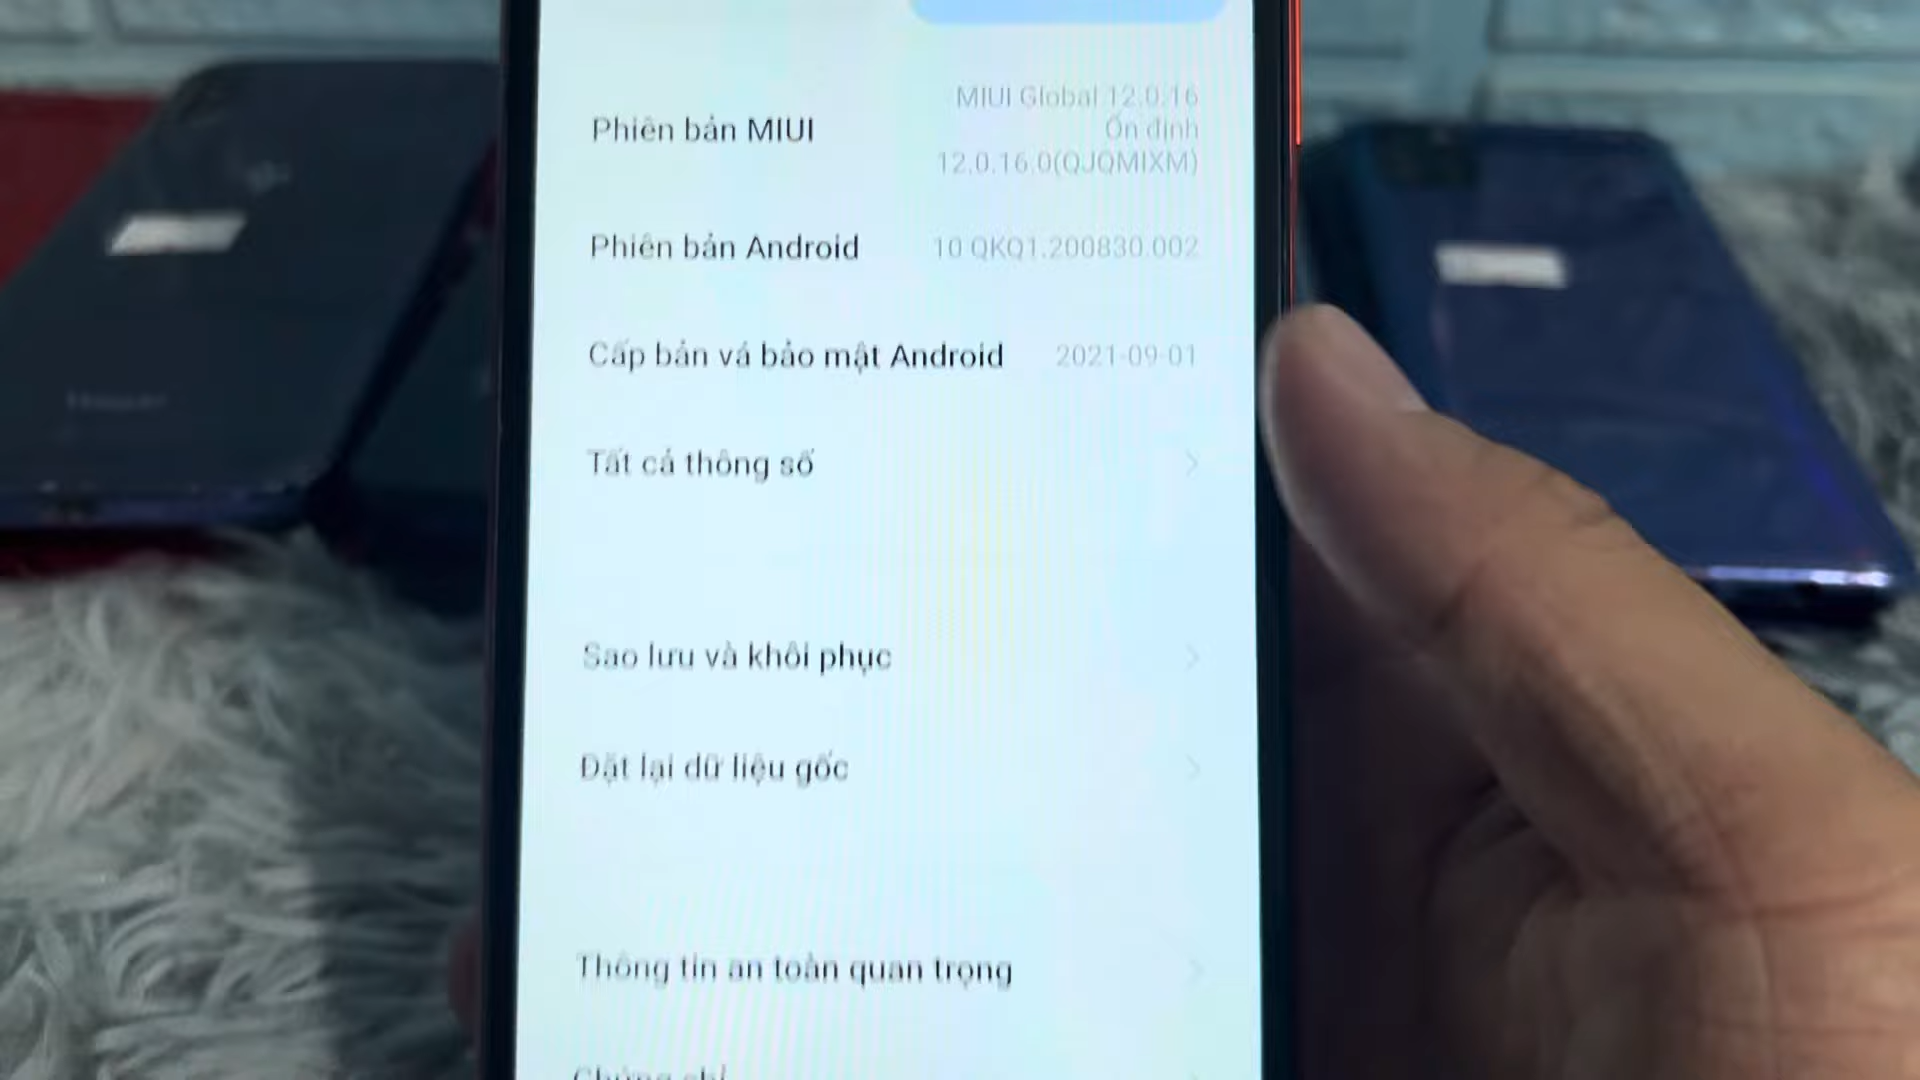 MIUI Global 12.0.16
Phiên bản MIUI
Ổn định
12.0.16.0(QJQMIXM)
Phiên bản Android 10 QKQ1.200830.002
Cấp bản vá bảo mật Android 2021-09-01
Tất cả thông số
Sao lưu và khôi phục
Đặt lại dữ liệu gốc
Thông tin an toàn quan trọng
Chứng chỉ